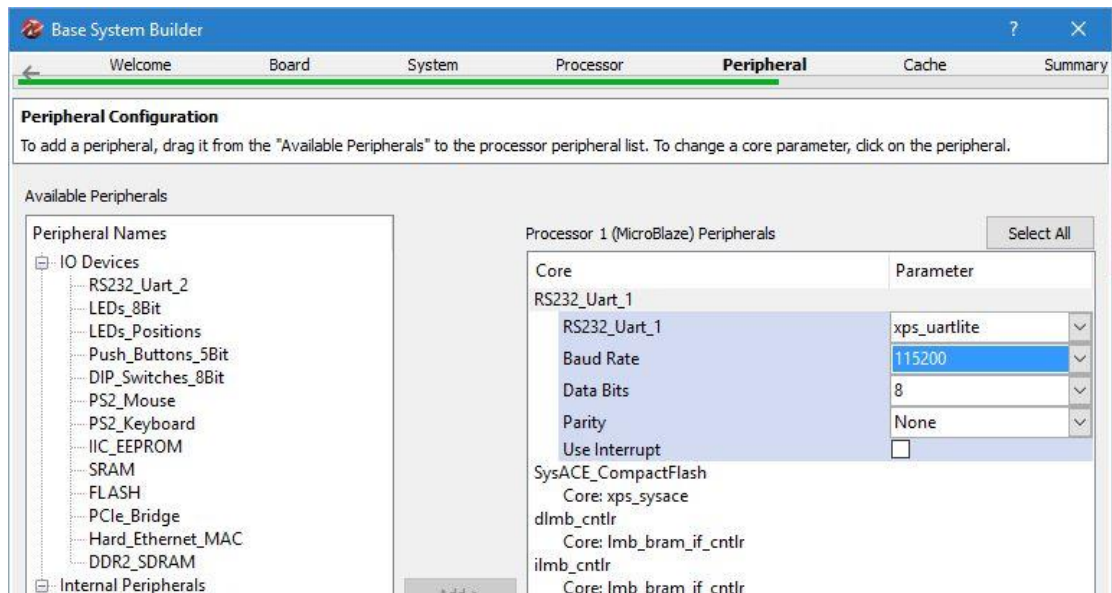 Base System Builder
Welcome Board System Processor Peripheral Cache Summary
Peripheral Configuration
To add a peripheral, drag it from the "Available Peripherals" to the processor peripheral list. To change a core parameter, click on the peripheral.
Available Peripherals
Peripheral Names
IO Devices
RS232_Uart_2
LEDs_8Bit
LEDs_Positions
Push_Buttons_5Bit
DIP_Switches_8Bit
PS2_Mouse
PS2_Keyboard
IIC_EEPROM
SRAM
FLASH
PCIe_Bridge
Hard_Ethernet_MAC
DDR2_SDRAM
Internal Peripherals
Processor 1 (MicroBlaze) Peripherals Select All
Core Parameter
RS232_Uart_1
RS232_Uart_1 xps_uartlite
Baud Rate 115200
Data Bits 8
Parity None
Use Interrupt
SysACE_CompactFlash
Core: xps_sysace
dlmb_cntlr
Core: lmb_bram_if_cntlr
ilmb_cntlr
Core: lmb_bram_if_cntlr